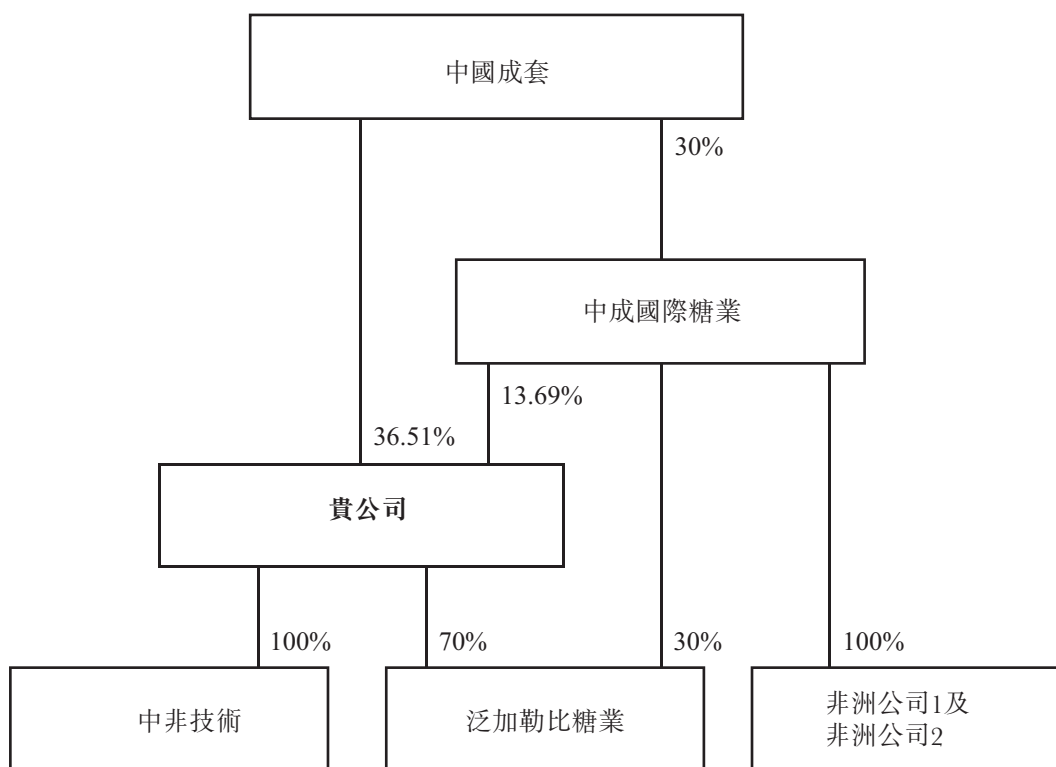 中國成套
30%
中成國際糖業
13.69%
36.51%
貴公司
100%
70%
30%
100%
中非技術
泛加勒比糖業
非洲公司1及
非洲公司2